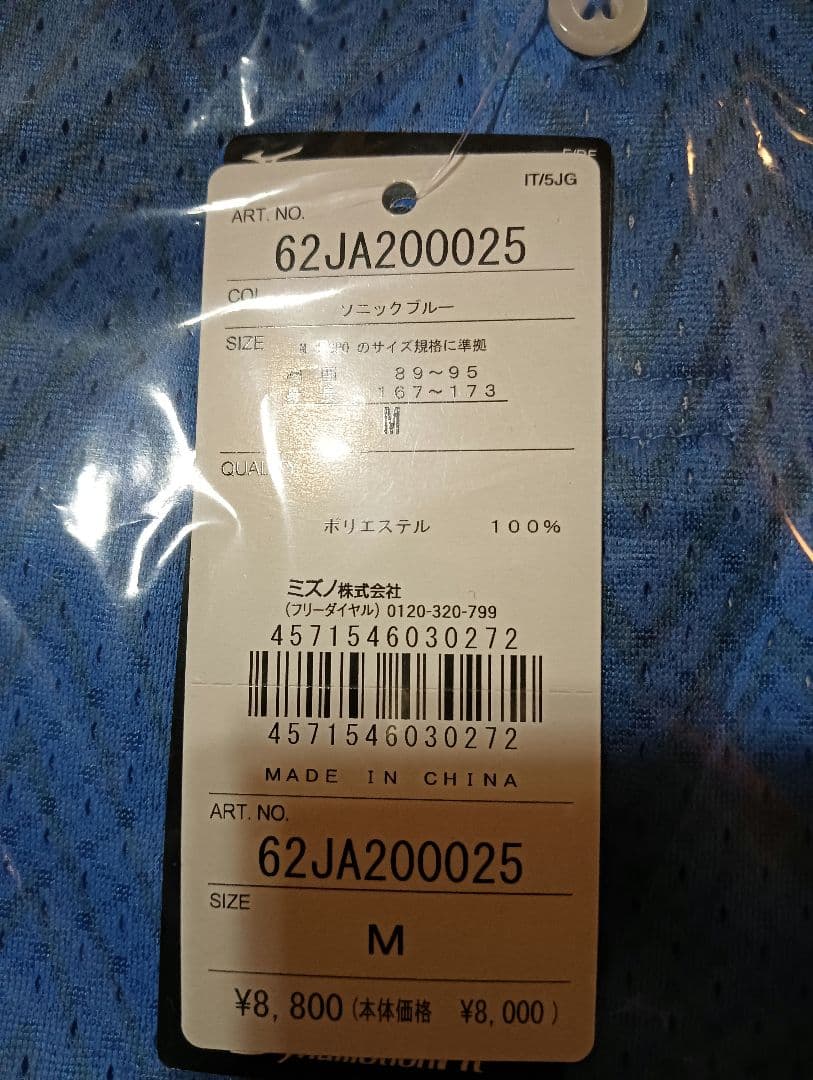 IT/5JG
ART. NO.
62JA200025
ソニックブルー
SIZE
のサイズ規格に準拠
89～95
167～173
M
ポリエステル 100%
ミズノ株式会社
(フリーダイヤル) 0120-320-799
4571546030272
4571546030272
MADE IN CHINA
ART. NO.
62JA200025
SIZE
M
¥8,800(本体価格 ¥8,000)